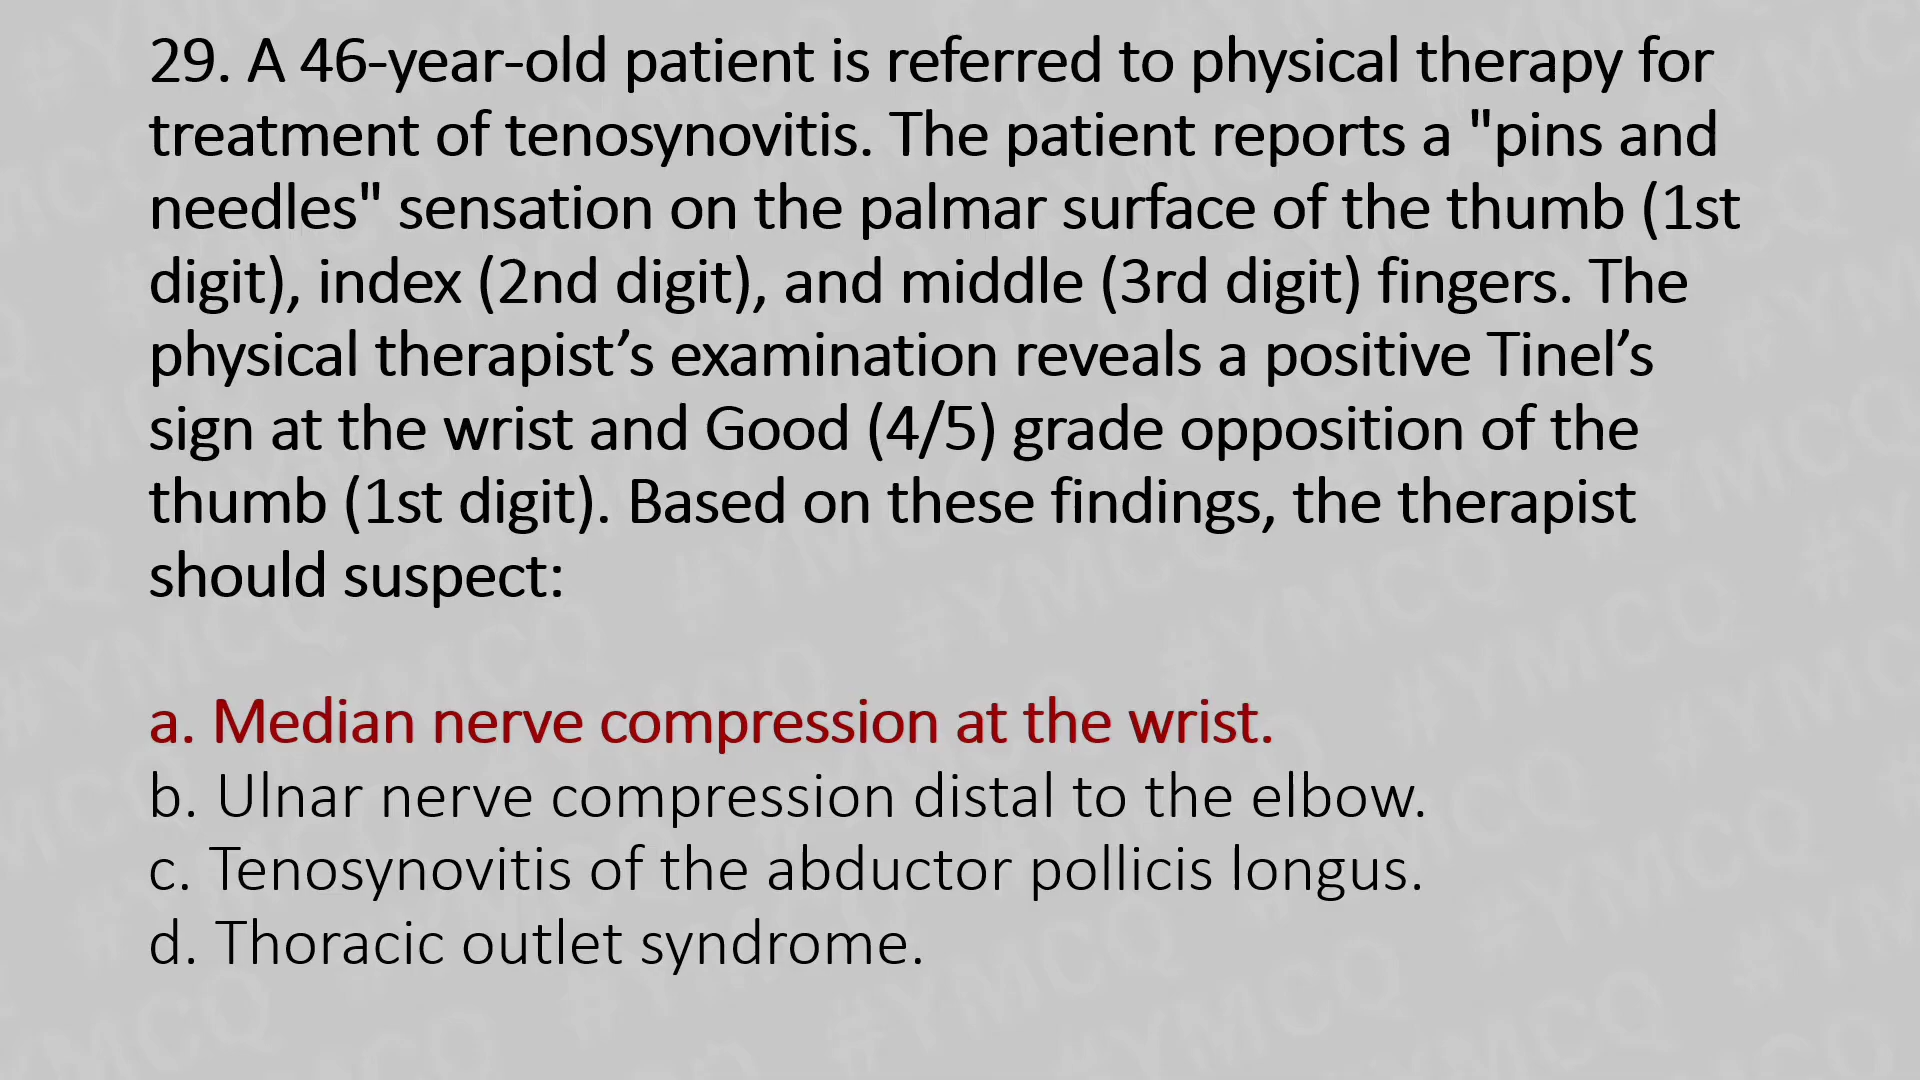 29. A 46-year-old patient is referred to physical therapy for
treatment of tenosynovitis. The patient reports a "pins and
needles" sensation on the palmar surface of the thumb (1st
digit), index (2nd digit), and middle (3rd digit) fingers. The
physical therapist’s examination reveals a positive Tinel’s
sign at the wrist and Good (4/5) grade opposition of the
thumb (1st digit). Based on these findings, the therapist
should suspect:
a. Median nerve compression at the wrist.
b. Ulnar nerve compression distal to the elbow.
c. Tenosynovitis of the abductor pollicis longus.
d. Thoracic outlet syndrome.
#YMCQ